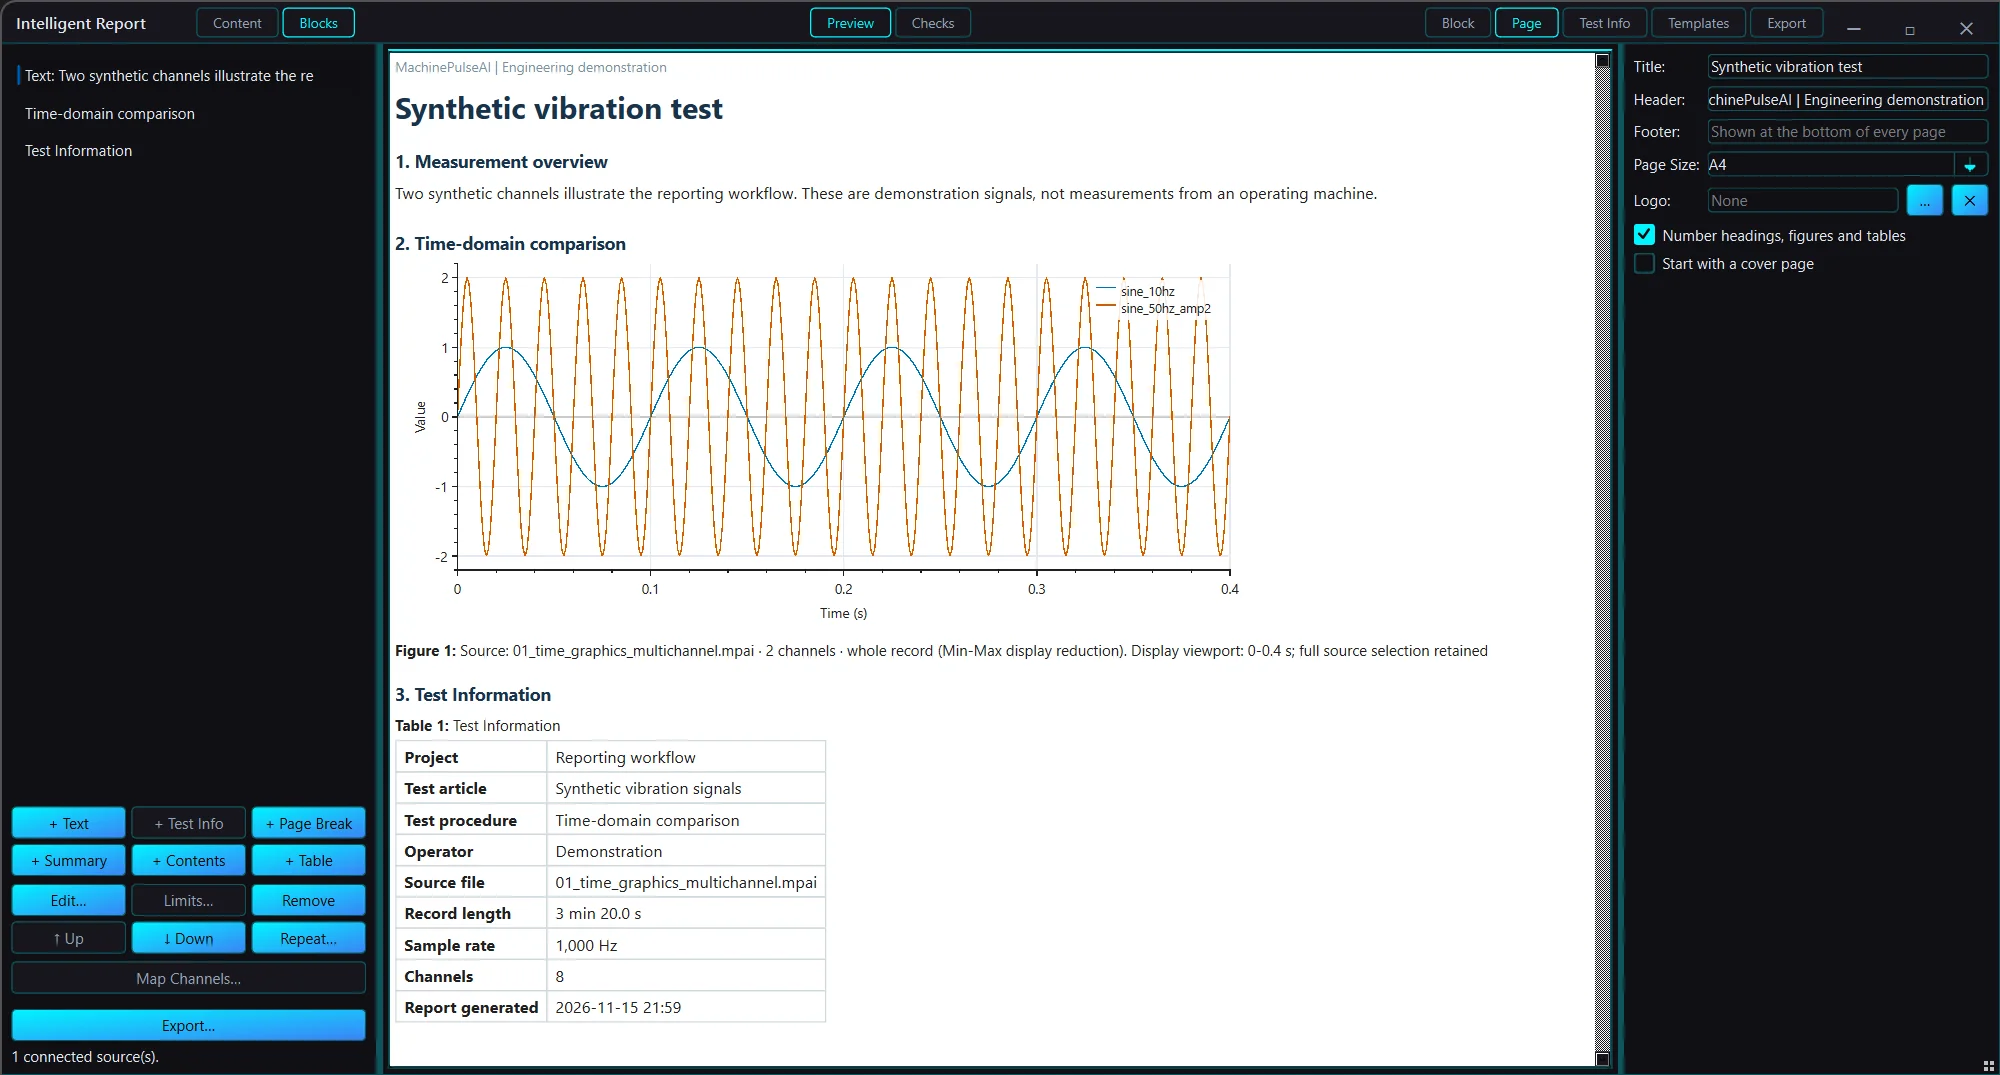 Intelligent Report
Content
Blocks
Preview
Checks
Block
Page
Test Info
Templates
Export
Text: Two synthetic channels illustrate the re
Time-domain comparison
Test Information
+ Text
+ Test Info
+ Page Break
+ Summary
+ Contents
+ Table
Edit...
Limits...
Remove
↑ Up
↓ Down
Repeat...
Map Channels...
Export...
1 connected source(s).
MachinePulseAI | Engineering demonstration
Synthetic vibration test
1. Measurement overview
Two synthetic channels illustrate the reporting workflow. These are demonstration signals, not measurements from an operating machine.
2. Time-domain comparison
sine_10hz
sine_50hz_amp2
2
1
0
-1
-2
Value
0
0.1
0.2
0.3
0.4
Time (s)
Figure 1: Source: 01_time_graphics_multichannel.mpai · 2 channels · whole record (Min-Max display reduction). Display viewport: 0-0.4 s; full source selection retained
3. Test Information
Table 1: Test Information
Project Reporting workflow
Test article Synthetic vibration signals
Test procedure Time-domain comparison
Operator Demonstration
Source file 01_time_graphics_multichannel.mpai
Record length 3 min 20.0 s
Sample rate 1,000 Hz
Channels 8
Report generated 2026-11-15 21:59
Title: Synthetic vibration test
Header: chinePulseAI | Engineering demonstration
Footer: Shown at the bottom of every page
Page Size: A4
Logo: None
...
Number headings, figures and tables
Start with a cover page